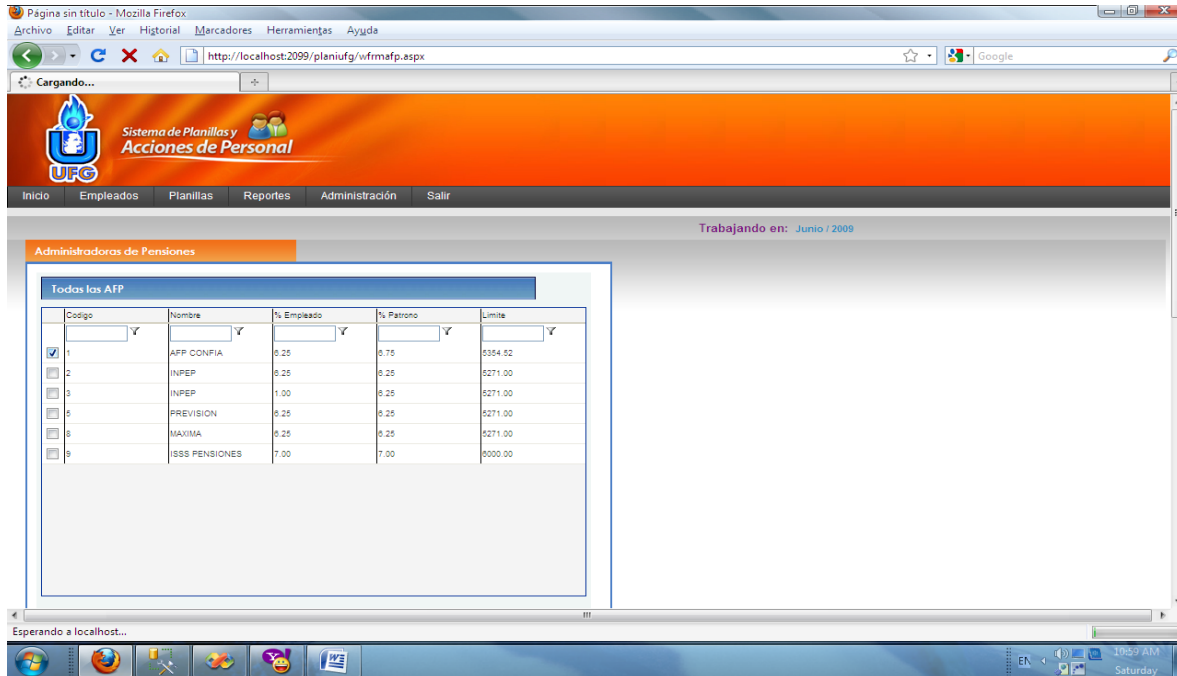 Página sin título - Mozilla Firefox
Archivo Editar Ver Historial Marcadores Herramientas Ayuda
http://localhost:2099/planiufg/wfrmafp.aspx
Google
Cargando...
Sistema de Planillas y
Acciones de Personal
UFG
Inicio Empleados Planillas Reportes Administración Salir
Trabajando en: Junio / 2009
Administradoras de Pensiones
Todas las AFP
Codigo Nombre % Empleado % Patrono Limite
1 AFP CONFIA 6.25 6.75 5354.52
2 INPEP 6.25 6.25 5271.00
3 INPEP 1.00 6.25 5271.00
5 PREVISION 6.25 6.25 5271.00
8 MAXIMA 6.25 6.25 5271.00
9 ISSS PENSIONES 7.00 7.00 6000.00
Esperando a localhost...
EN 10:59 AM
Saturday